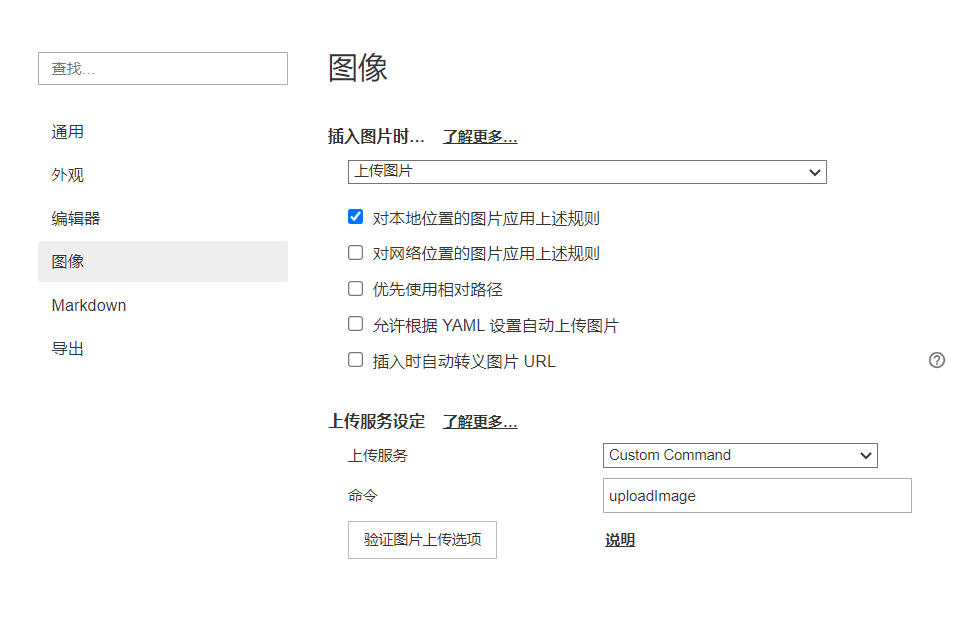 查找…
通用
外观
编辑器
图像
Markdown
导出
图像
插入图片时… 了解更多…
上传图片
对本地位置的图片应用上述规则
对网络位置的图片应用上述规则
优先使用相对路径
允许根据 YAML 设置自动上传图片
插入时自动转义图片 URL
?
上传服务设定 了解更多…
上传服务 Custom Command
命令 uploadImage
验证图片上传选项 说明